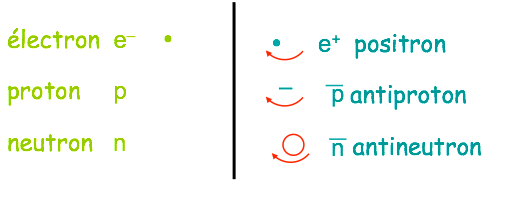 électron e⁻
proton p
neutron n
e⁺ positron
p̅ antiproton
n̅ antineutron